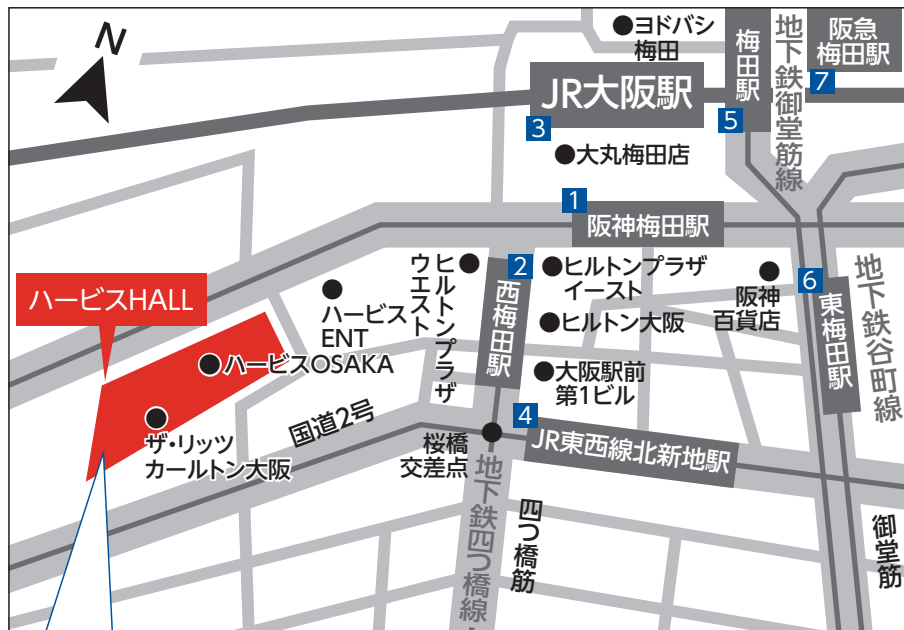 N
ヨドバシ
梅田
JR大阪駅
3
大丸梅田店
梅田駅
5
地下鉄御堂筋線
阪急
梅田駅
7
1
阪神梅田駅
ハービスHALL
ハービス
ENT
ヒルトンプラザ
ウエスト
2
西梅田駅
ヒルトンプラザ
イースト
ヒルトン大阪
阪神
百貨店
6
東梅田駅
地下鉄谷町線
ハービスOSAKA
大阪駅前
第1ビル
ザ・リッツ
カールトン大阪
国道2号
桜橋
交差点
4
JR東西線北新地駅
地下鉄四つ橋線
四つ橋筋
御堂筋